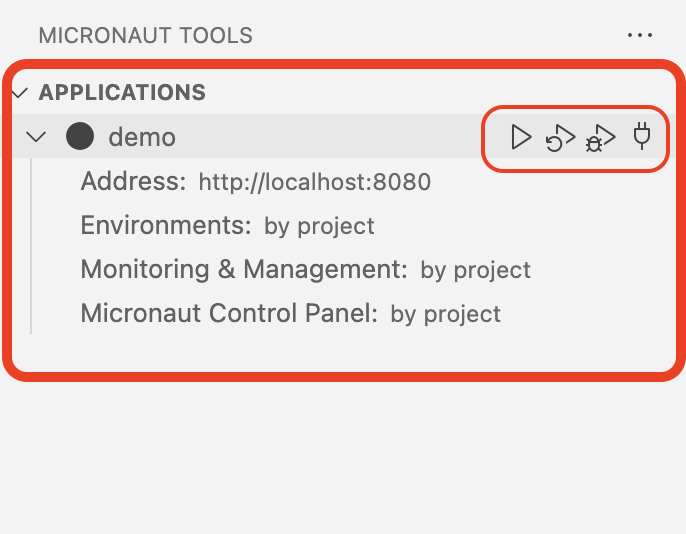 MICRONAUT TOOLS
APPLICATIONS
demo
Address: http://localhost:8080
Environments: by project
Monitoring & Management: by project
Micronaut Control Panel: by project